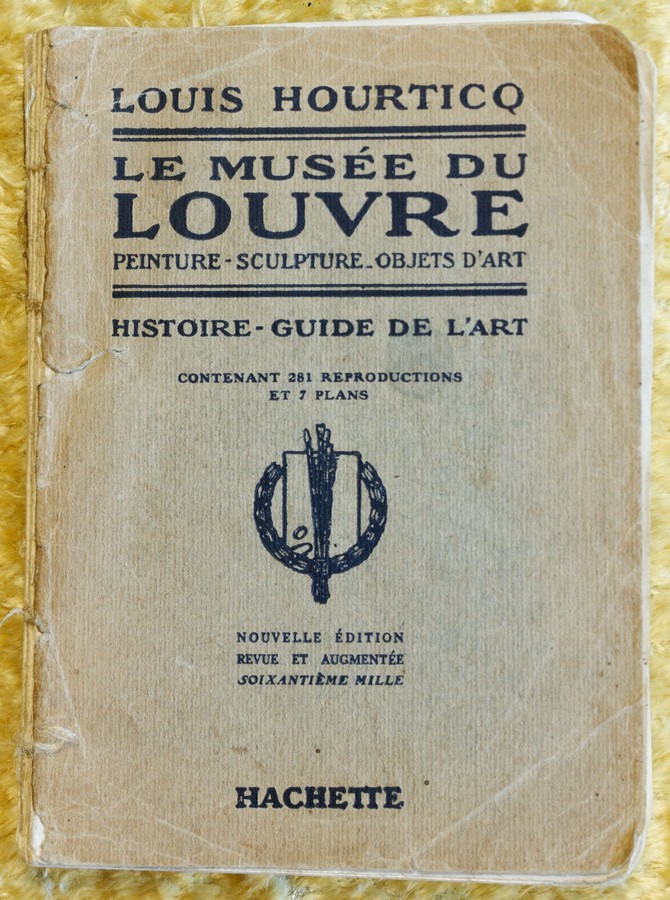 LOUIS HOURTICQ
LE MUSÉE DU
LOUVRE
PEINTURE - SCULPTURE - OBJETS D'ART
HISTOIRE - GUIDE DE L'ART
CONTENANT 281 REPRODUCTIONS
ET 7 PLANS
NOUVELLE ÉDITION
REVUE ET AUGMENTÉE
SOIXANTIÈME MILLE
HACHETTE